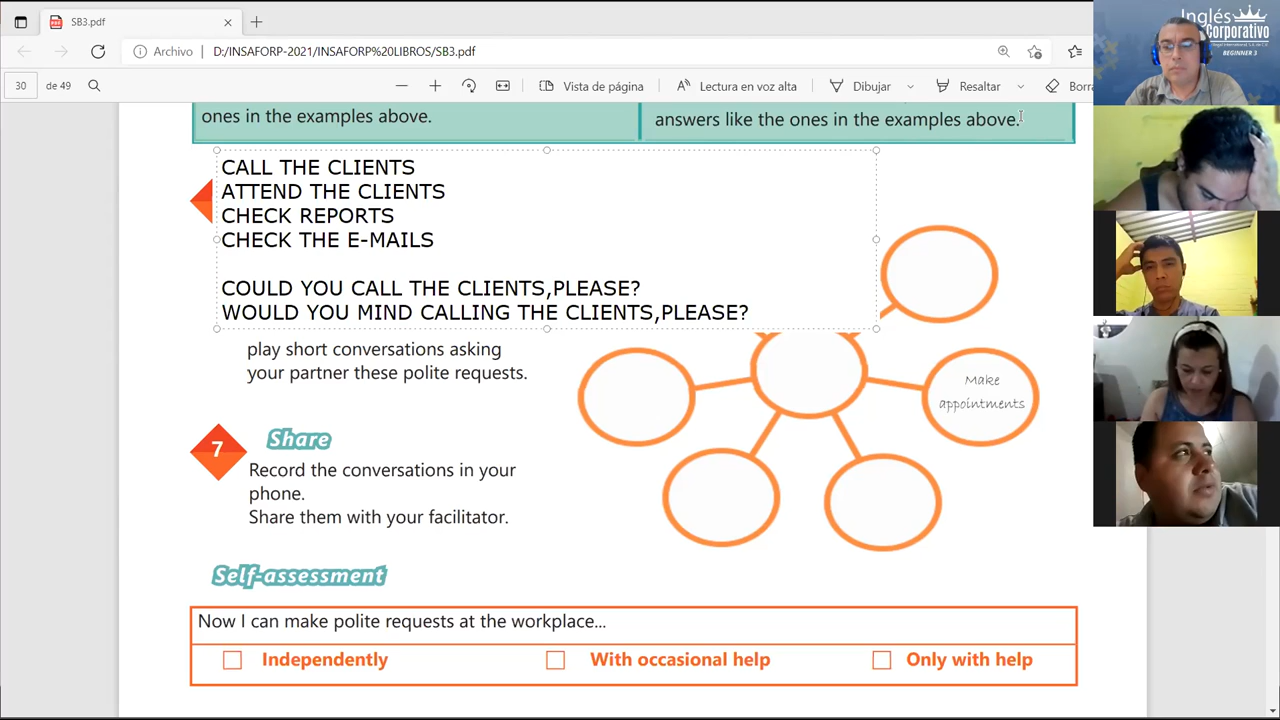 SB3.pdf
Archivo
D:/INSAFORP-2021/INSAFORP%20LIBROS/SB3.pdf
30
de 49
Vista de página
Lectura en voz alta
Dibujar
Resaltar
Borra
Inglés
Corporativo
BEGINNER 3
ones in the examples above.
answers like the ones in the examples above.
CALL THE CLIENTS
ATTEND THE CLIENTS
CHECK REPORTS
CHECK THE E-MAILS
COULD YOU CALL THE CLIENTS,PLEASE?
WOULD YOU MIND CALLING THE CLIENTS,PLEASE?
play short conversations asking
your partner these polite requests.
Make
appointments
7
Share
Record the conversations in your
phone.
Share them with your facilitator.
Self-assessment
Now I can make polite requests at the workplace...
Independently
With occasional help
Only with help